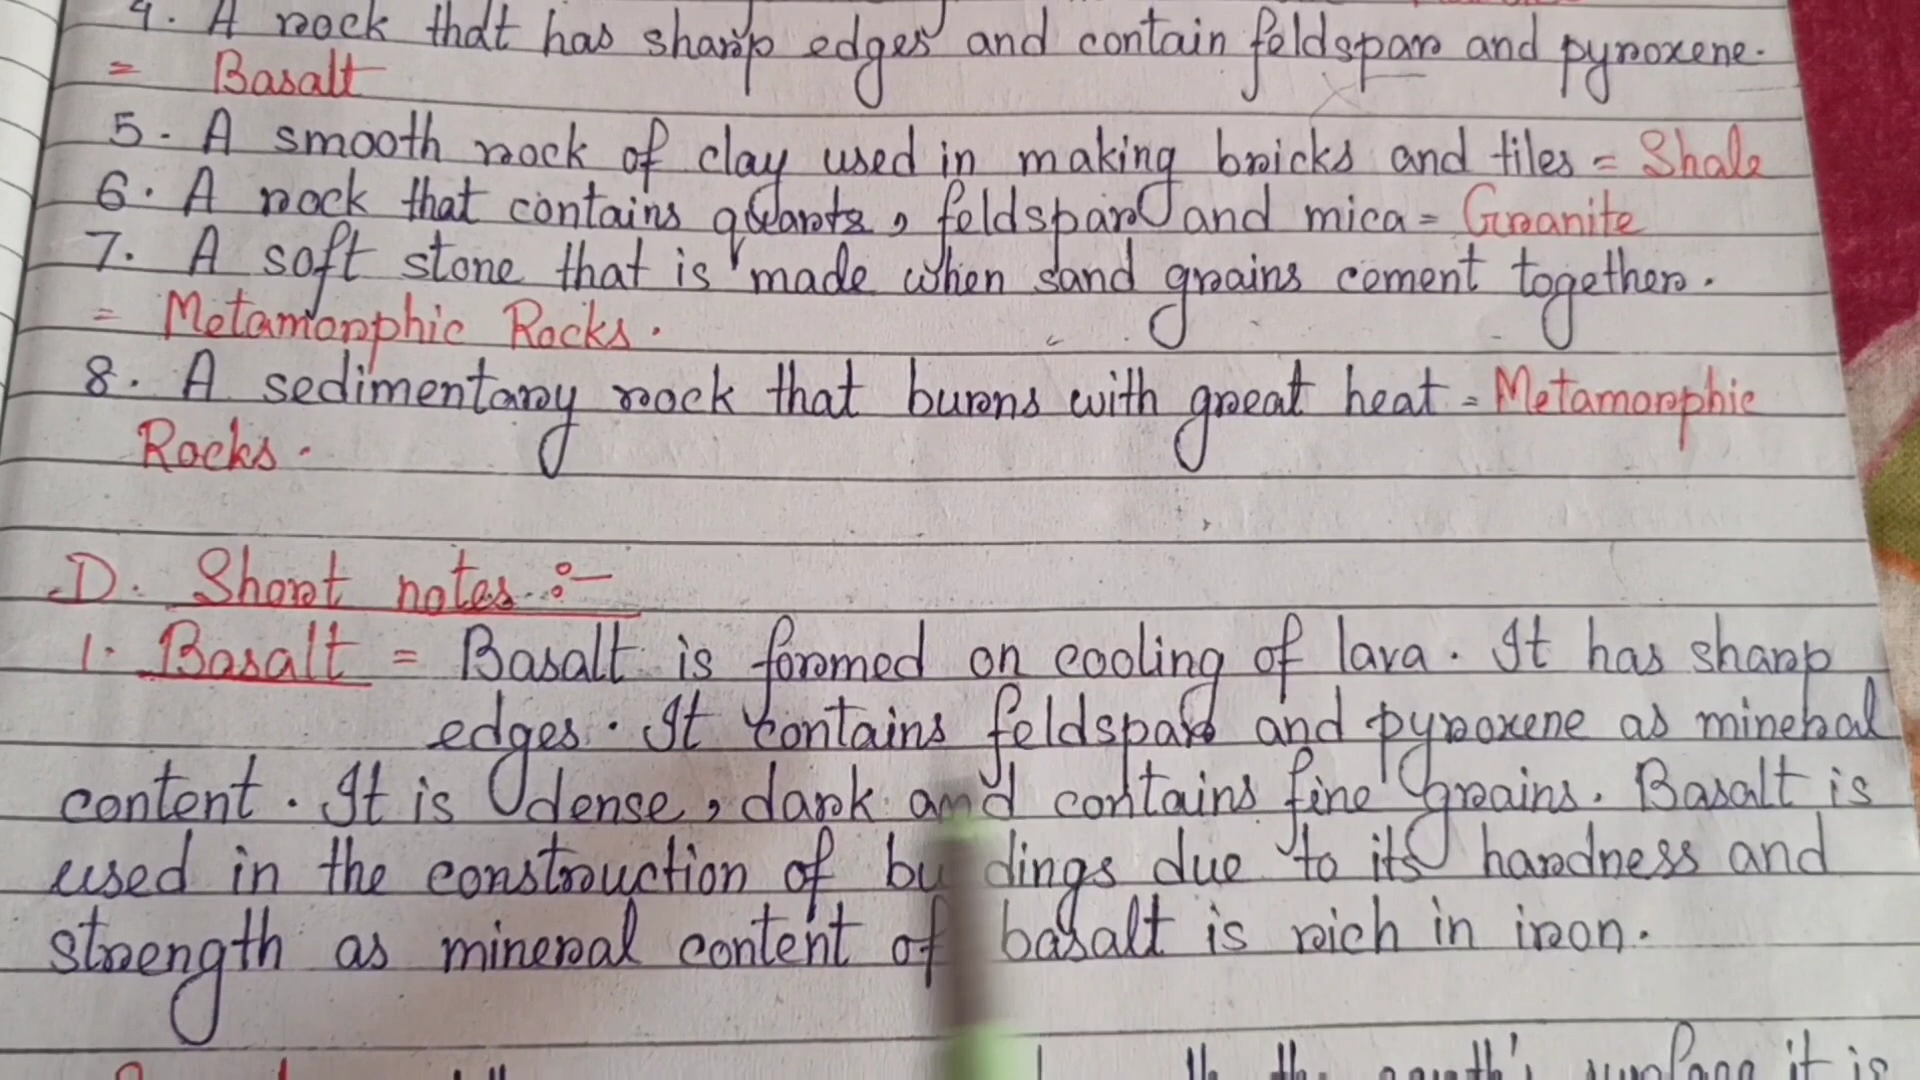 4. A rock that has sharp edges and contain feldspar and pyroxene.
= Basalt
5. A smooth rock of clay used in making bricks and tiles = Shale
6. A rock that contains quartz, feldspar and mica = Granite
7. A soft stone that is made when sand grains cement together.
= Metamorphic Rocks.
8. A sedimentary rock that burns with great heat = Metamorphic
Rocks.
D. Short notes :-
1. Basalt = Basalt is formed on cooling of lava. It has sharp
edges. It contains feldspar and pyroxene as mineral
content. It is dense, dark and contains fine grains. Basalt is
used in the construction of buildings due to its hardness and
strength as mineral content of basalt is rich in iron.
the earth's surface it is